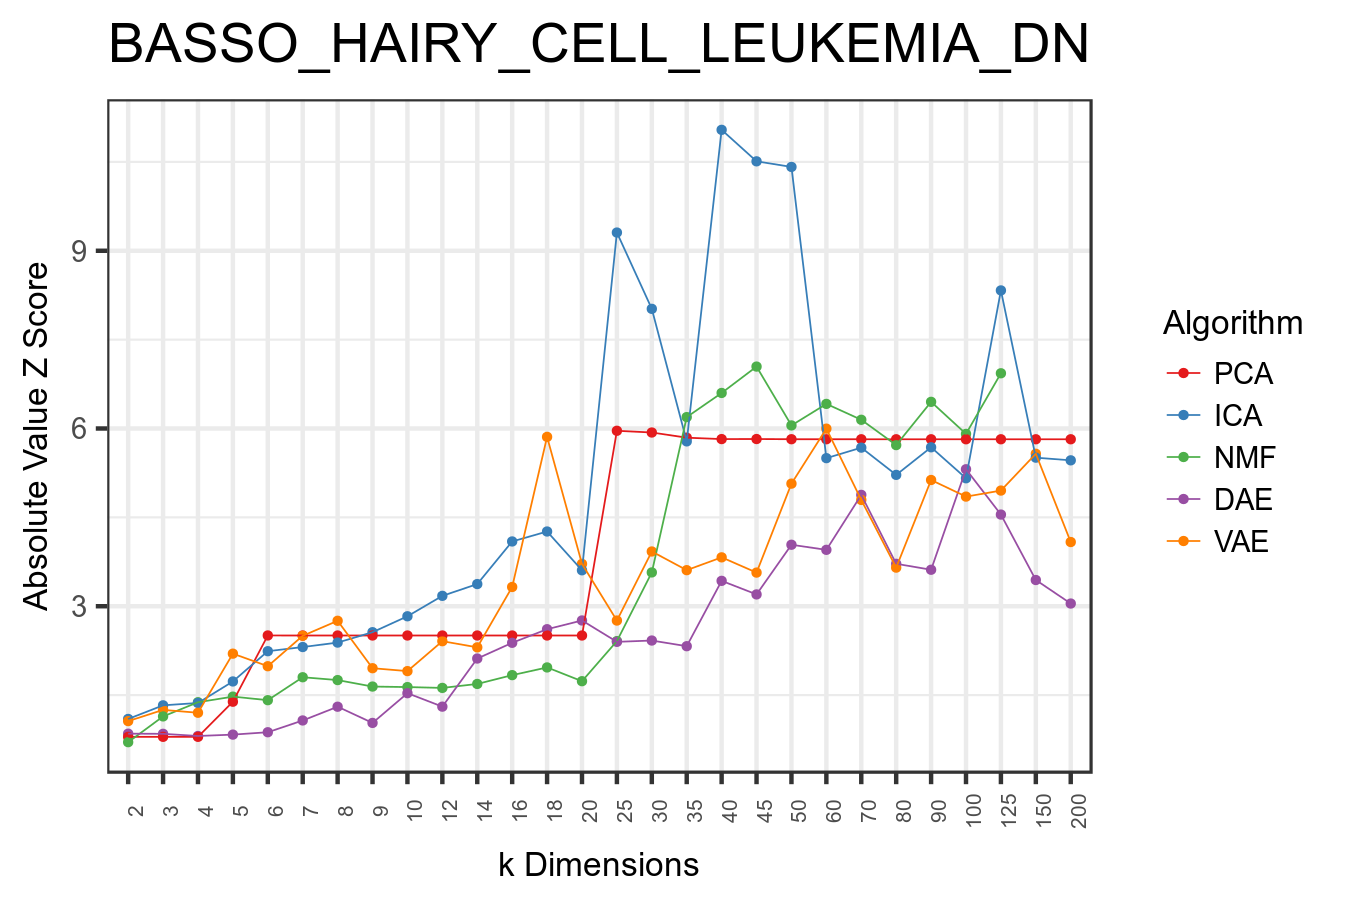 BASSO_HAIRY_CELL_LEUKEMIA_DN
Absolute Value Z Score
9
6
3
2 3 4 5 6 7 8 9 10 12 14 16 18 20 25 30 35 40 45 50 60 70 80 90 100 125 150 200
k Dimensions
Algorithm
PCA
ICA
NMF
DAE
VAE